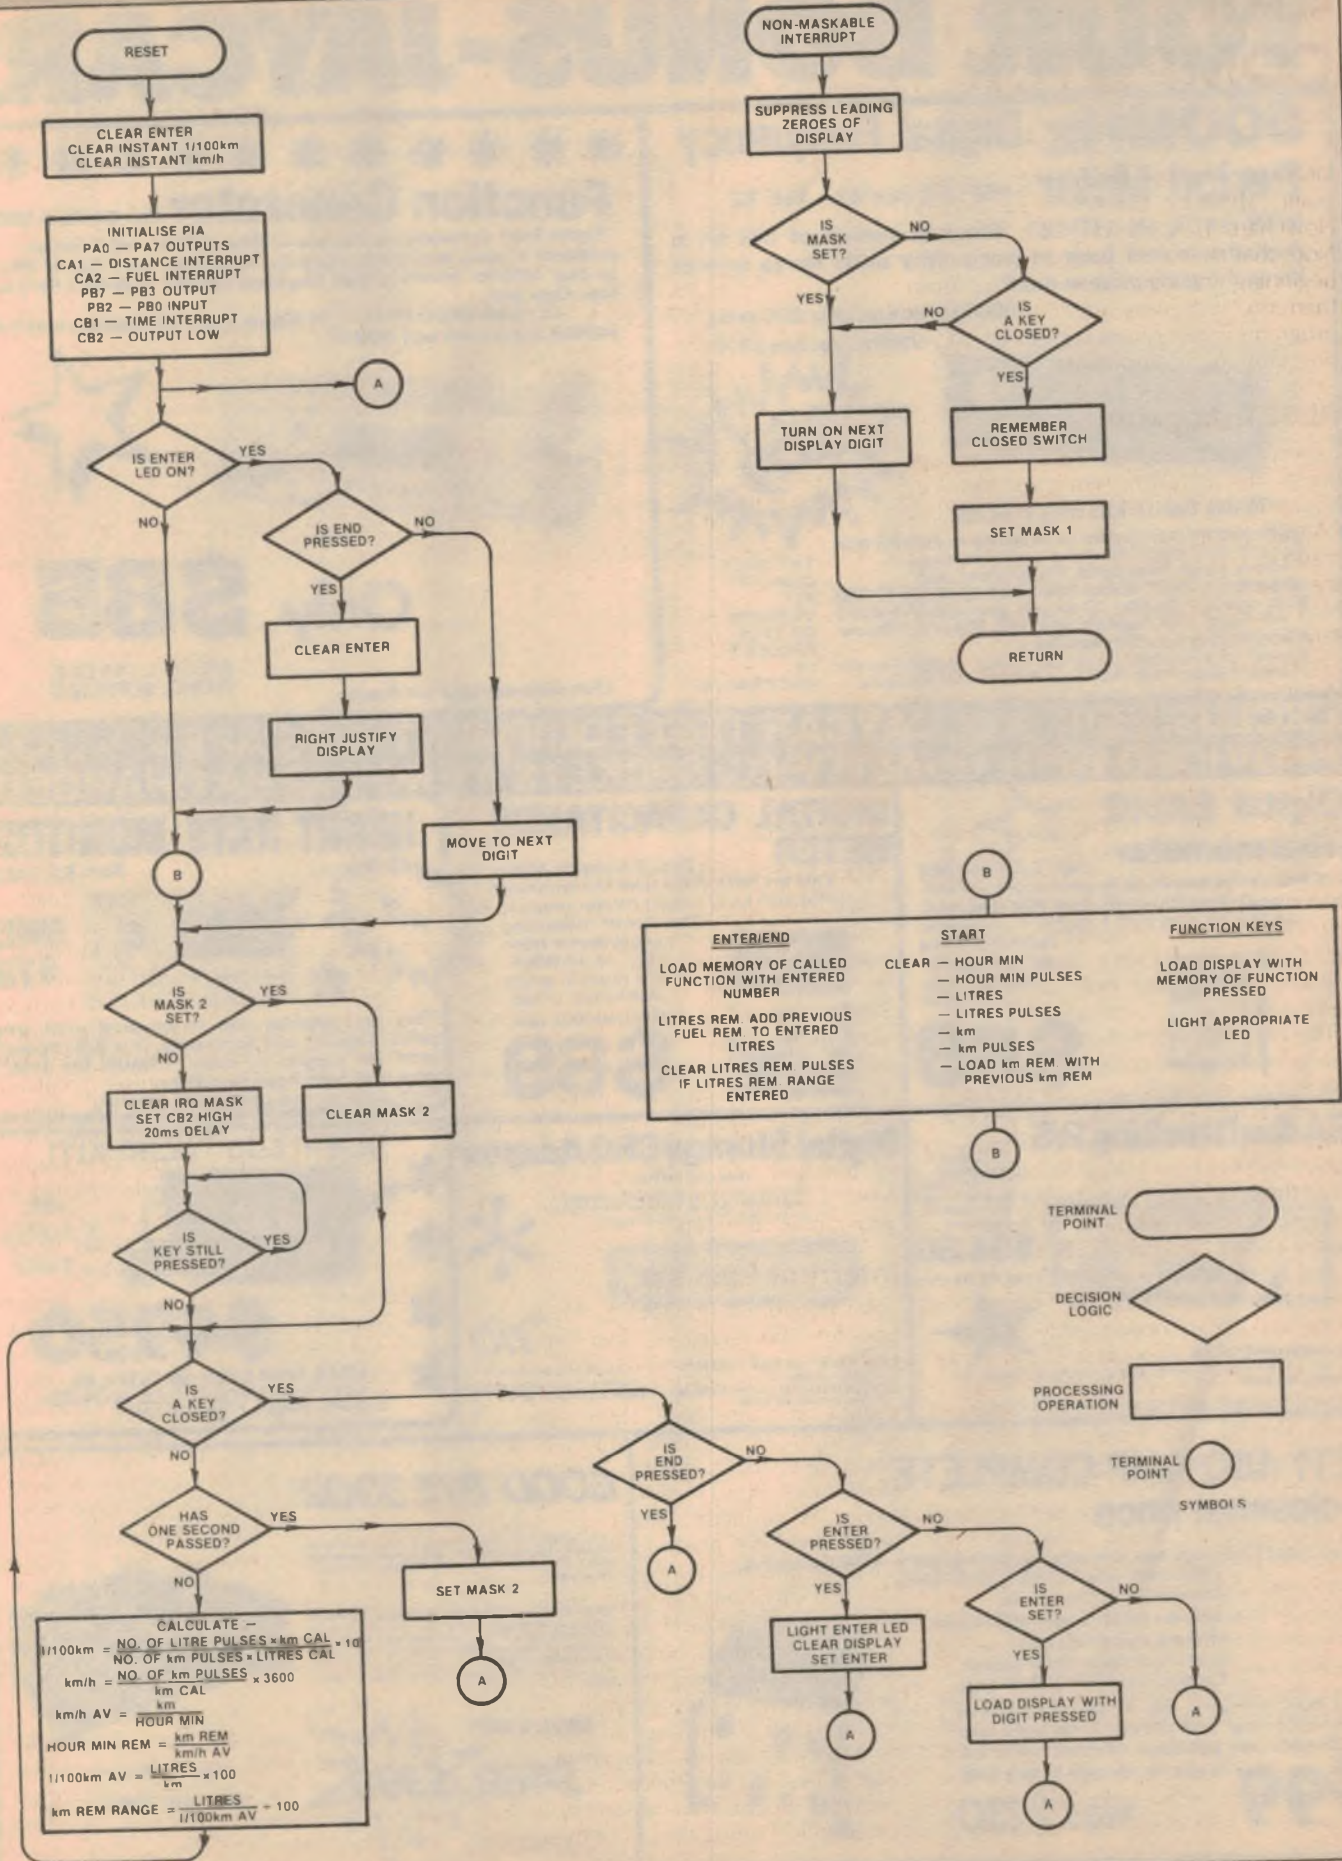 RESET
CLEAR ENTER
CLEAR INSTANT 1/100km
CLEAR INSTANT km/h
INITIALISE PIA
PA0 — PA7 OUTPUTS
CA1 — DISTANCE INTERRUPT
CA2 — FUEL INTERRUPT
PB7 — PB3 OUTPUT
PB2 — PB0 INPUT
CB1 — TIME INTERRUPT
CB2 — OUTPUT LOW
A
IS ENTER
LED ON?
YES
NO
IS END
PRESSED?
NO
YES
CLEAR ENTER
RIGHT JUSTIFY
DISPLAY
MOVE TO NEXT
DIGIT
B
IS
MASK 2
SET?
YES
NO
CLEAR IRQ MASK
SET CB2 HIGH
20ms DELAY
CLEAR MASK 2
IS
KEY STILL
PRESSED?
YES
NO
IS
A KEY
CLOSED?
YES
NO
HAS
ONE SECOND
PASSED?
YES
NO
SET MASK 2
A
CALCULATE —
1/100km = NO. OF LITRE PULSES × km CAL
NO. OF km PULSES × LITRES CAL × 10
km/h = NO. OF km PULSES
km CAL × 3600
km/h AV = km
HOUR MIN
HOUR MIN REM = km REM
km/h AV
1/100km AV = LITRES
km × 100
km REM RANGE = LITRES
1/100km AV ÷ 100
IS
END
PRESSED?
NO
YES
A
IS
ENTER
PRESSED?
NO
YES
LIGHT ENTER LED
CLEAR DISPLAY
SET ENTER
A
IS
ENTER
SET?
NO
YES
LOAD DISPLAY WITH
DIGIT PRESSED
A
A
NON-MASKABLE
INTERRUPT
SUPPRESS LEADING
ZEROES OF
DISPLAY
IS
MASK
SET?
NO
YES
IS
A KEY
CLOSED?
NO
YES
TURN ON NEXT
DISPLAY DIGIT
REMEMBER
CLOSED SWITCH
SET MASK 1
RETURN
B
ENTER/END
LOAD MEMORY OF CALLED
FUNCTION WITH ENTERED
NUMBER
LITRES REM. ADD PREVIOUS
FUEL REM. TO ENTERED
LITRES
CLEAR LITRES REM. PULSES
IF LITRES REM. RANGE
ENTERED
START
CLEAR — HOUR MIN
— HOUR MIN PULSES
— LITRES
— LITRES PULSES
— km
— km PULSES
— LOAD km REM. WITH
PREVIOUS km REM
FUNCTION KEYS
LOAD DISPLAY WITH
MEMORY OF FUNCTION
PRESSED
LIGHT APPROPRIATE
LED
B
TERMINAL
POINT
DECISION
LOGIC
PROCESSING
OPERATION
TERMINAL
POINT
SYMBOLS